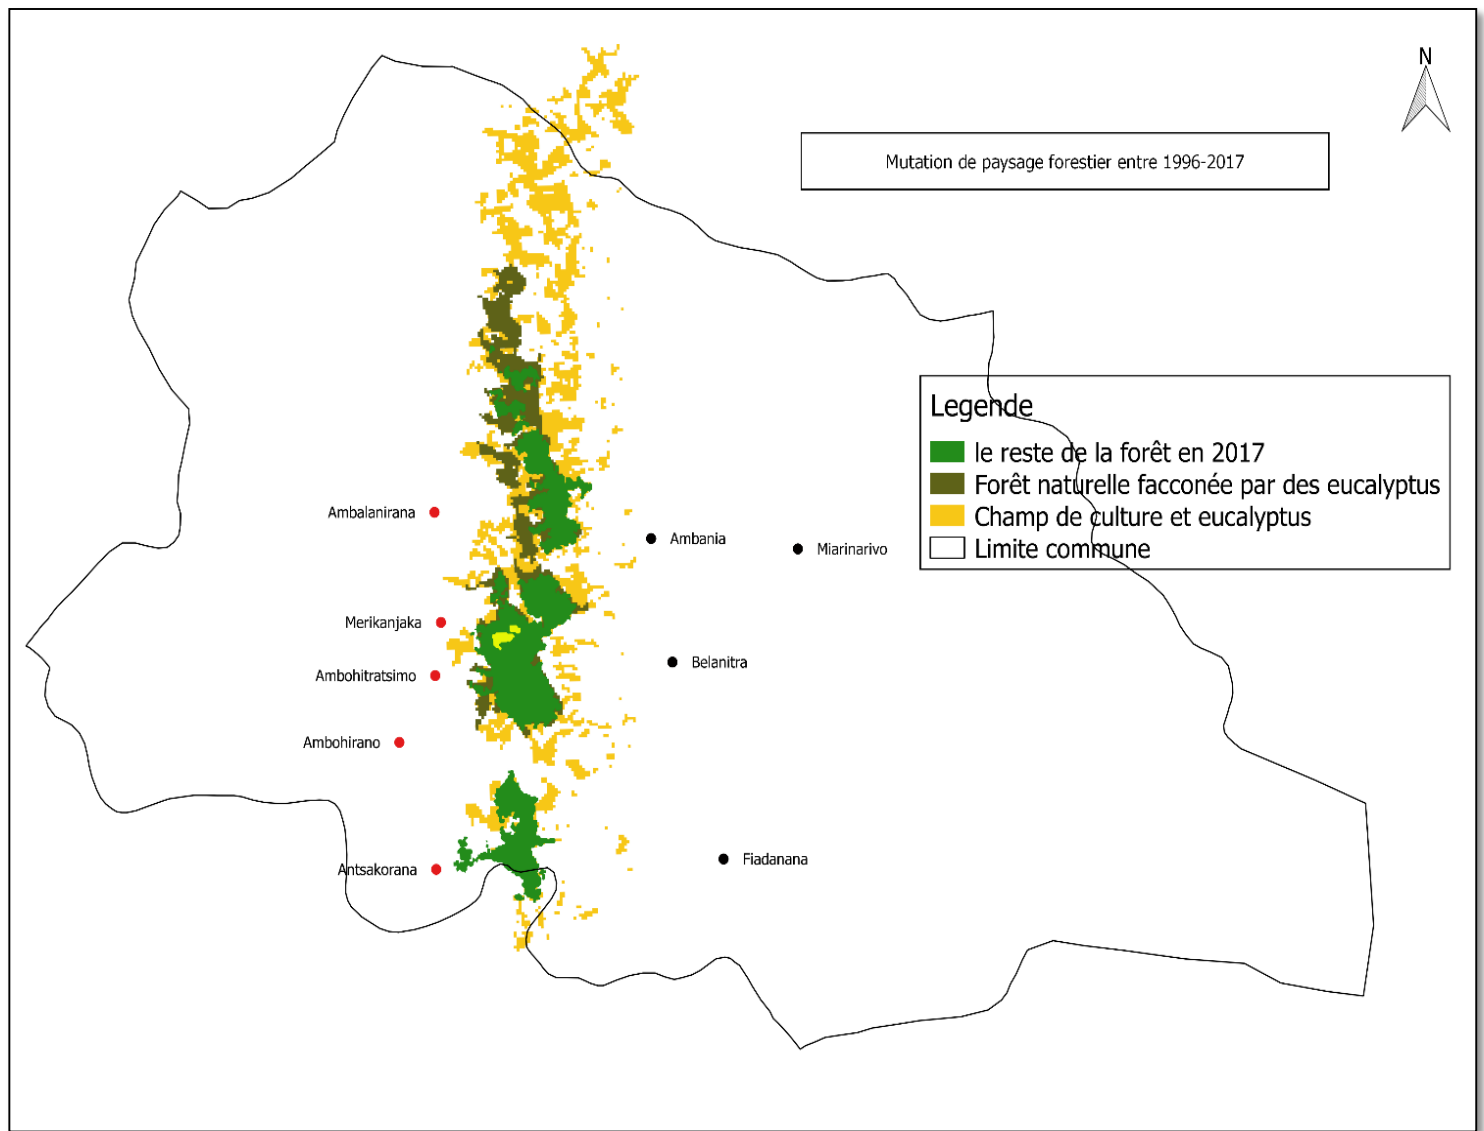 N
Mutation de paysage forestier entre 1996-2017
Legende
le reste de la forêt en 2017
Forêt naturelle facconée par des eucalyptus
Champ de culture et eucalyptus
Limite commune
Ambalanirana
Ambania
Miarinarivo
Merikanjaka
Belanitra
Ambohitratsimo
Ambohirano
Fiadanana
Antsakorana